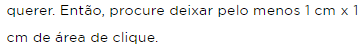 querer. Então, procure deixar pelo menos 1 cm x 1
cm de área de clique.